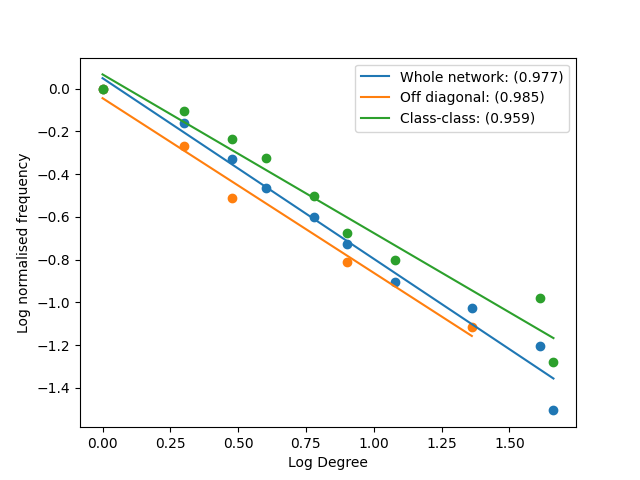 Whole network: (0.977)
Off diagonal: (0.985)
Class-class: (0.959)
0.0
−0.2
−0.4
−0.6
−0.8
−1.0
−1.2
−1.4
Log normalised frequency
0.00 0.25 0.50 0.75 1.00 1.25 1.50
Log Degree